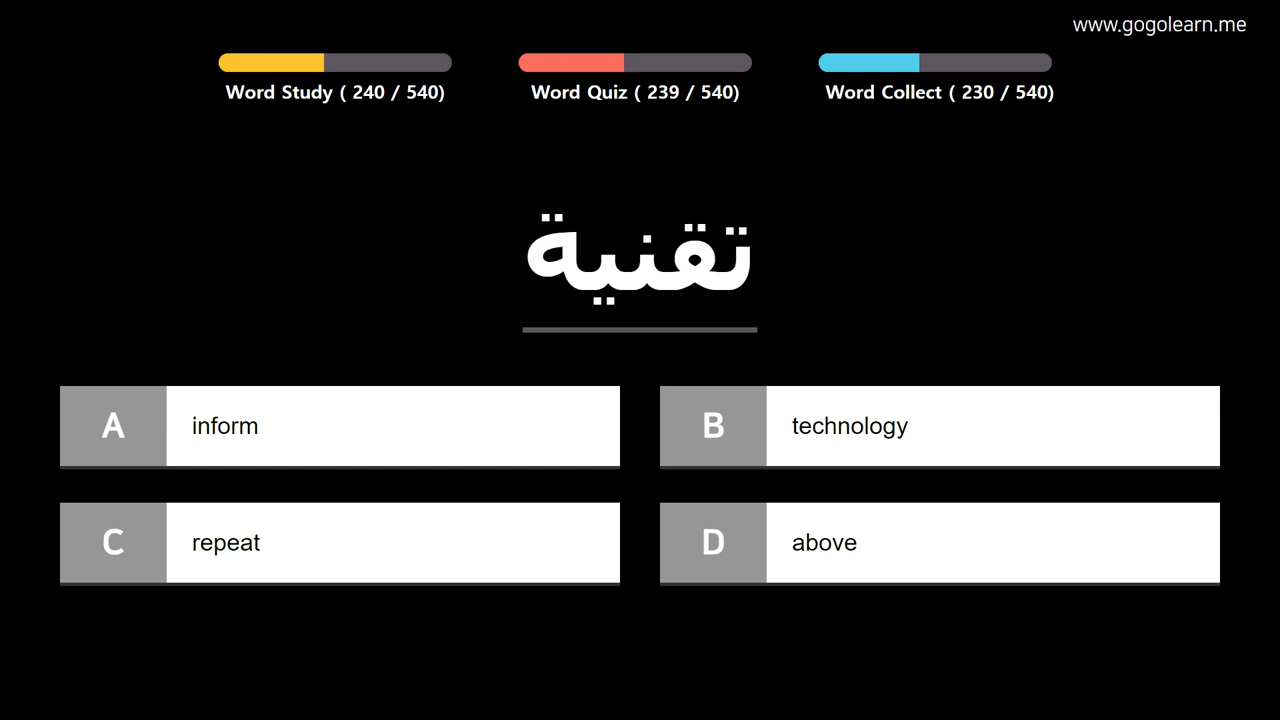 www.gogolearn.me
Word Study ( 240 / 540)
Word Quiz ( 239 / 540)
Word Collect ( 230 / 540)
تقنية
A inform
B technology
C repeat
D above